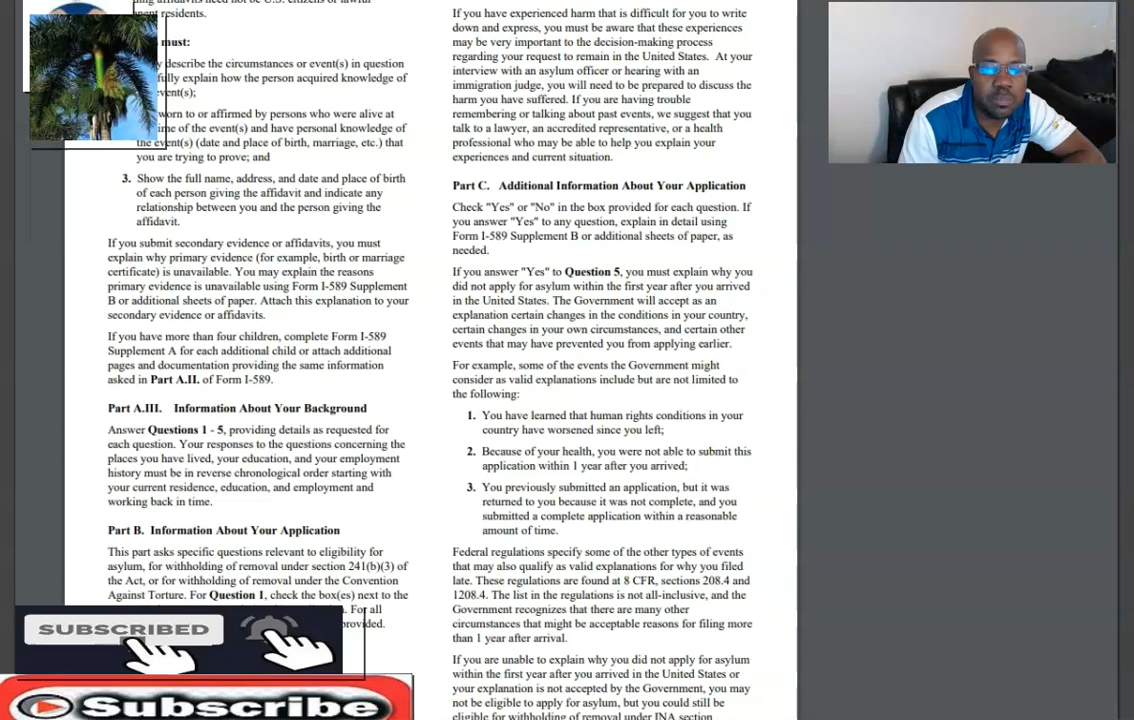 residents.
must:
describe the circumstances or event(s) in question
fully explain how the person acquired knowledge of
event(s);
worn to or affirmed by persons who were alive at
ime of the event(s) and have personal knowledge of
the event(s) (date and place of birth, marriage, etc.) that
you are trying to prove; and
3. Show the full name, address, and date and place of birth
of each person giving the affidavit and indicate any
relationship between you and the person giving the
affidavit.
If you submit secondary evidence or affidavits, you must
explain why primary evidence (for example, birth or marriage
certificate) is unavailable. You may explain the reasons
primary evidence is unavailable using Form I-589 Supplement
B or additional sheets of paper. Attach this explanation to your
secondary evidence or affidavits.
If you have more than four children, complete Form I-589
Supplement A for each additional child or attach additional
pages and documentation providing the same information
asked in Part A.II. of Form I-589.
Part A.III. Information About Your Background
Answer Questions 1 - 5, providing details as requested for
each question. Your responses to the questions concerning the
places you have lived, your education, and your employment
history must be in reverse chronological order starting with
your current residence, education, and employment and
working back in time.
Part B. Information About Your Application
This part asks specific questions relevant to eligibility for
asylum, for withholding of removal under section 241(b)(3) of
the Act, or for withholding of removal under the Convention
Against Torture. For Question 1, check the box(es) next to the
For all
provided.
SUBSCRIBED
Subscribe
If you have experienced harm that is difficult for you to write
down and express, you must be aware that these experiences
may be very important to the decision-making process
regarding your request to remain in the United States. At your
interview with an asylum officer or hearing with an
immigration judge, you will need to be prepared to discuss the
harm you have suffered. If you are having trouble
remembering or talking about past events, we suggest that you
talk to a lawyer, an accredited representative, or a health
professional who may be able to help you explain your
experiences and current situation.
Part C. Additional Information About Your Application
Check "Yes" or "No" in the box provided for each question. If
you answer "Yes" to any question, explain in detail using
Form I-589 Supplement B or additional sheets of paper, as
needed.
If you answer "Yes" to Question 5, you must explain why you
did not apply for asylum within the first year after you arrived
in the United States. The Government will accept as an
explanation certain changes in the conditions in your country,
certain changes in your own circumstances, and certain other
events that may have prevented you from applying earlier.
For example, some of the events the Government might
consider as valid explanations include but are not limited to
the following:
1. You have learned that human rights conditions in your
country have worsened since you left;
2. Because of your health, you were not able to submit this
application within 1 year after you arrived;
3. You previously submitted an application, but it was
returned to you because it was not complete, and you
submitted a complete application within a reasonable
amount of time.
Federal regulations specify some of the other types of events
that may also qualify as valid explanations for why you filed
late. These regulations are found at 8 CFR, sections 208.4 and
1208.4. The list in the regulations is not all-inclusive, and the
Government recognizes that there are many other
circumstances that might be acceptable reasons for filing more
than 1 year after arrival.
If you are unable to explain why you did not apply for asylum
within the first year after you arrived in the United States or
your explanation is not accepted by the Government, you may
not be eligible to apply for asylum, but you could still be
eligible for withholding of removal under INA section